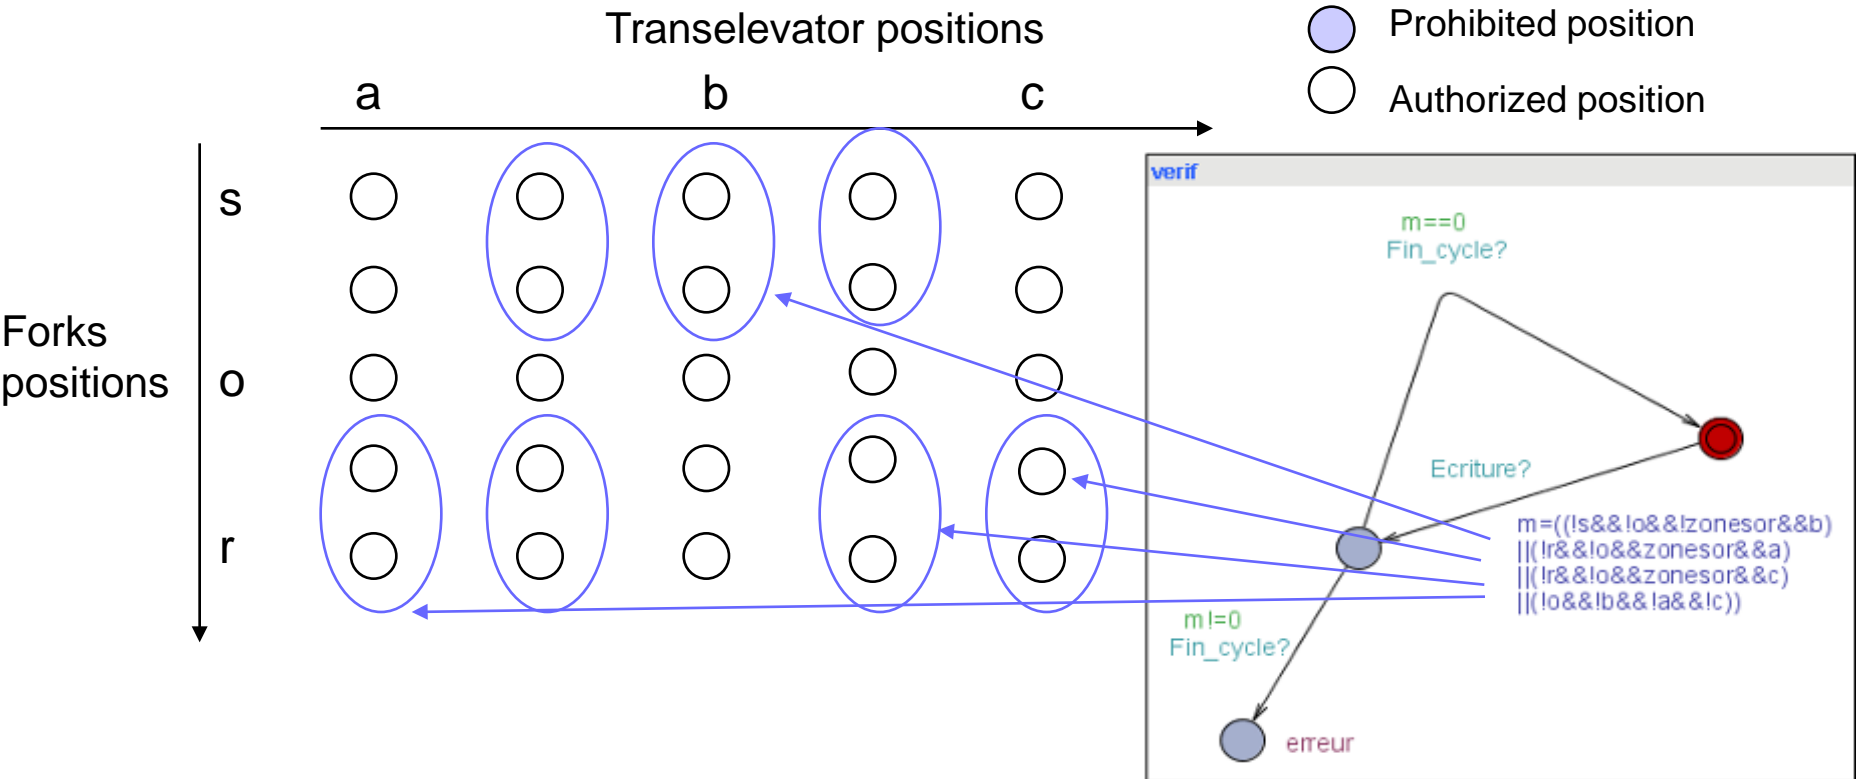 Transelevator positions
Prohibited position
Authorized position
a b c
s
Forks
positions
o
r
verif
m==0
Fin_cycle?
Ecriture?
m=((!s&&!o&&!zonesor&&b)
||(!r&&!o&&zonesor&&a)
||(!r&&!o&&zonesor&&c)
||(!o&&!b&&!a&&!c))
m!=0
Fin_cycle?
erreur